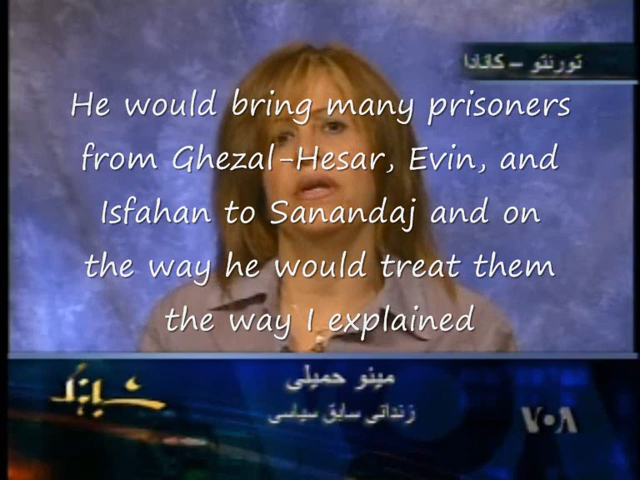 تورنتو – کانادا
He would bring many prisoners
from Ghezal-Hesar, Evin, and
Isfahan to Sanandaj and on
the way he would treat them
the way I explained
مینو حمیلی
زندانی سابق سیاسی
شباهنگ
VOA